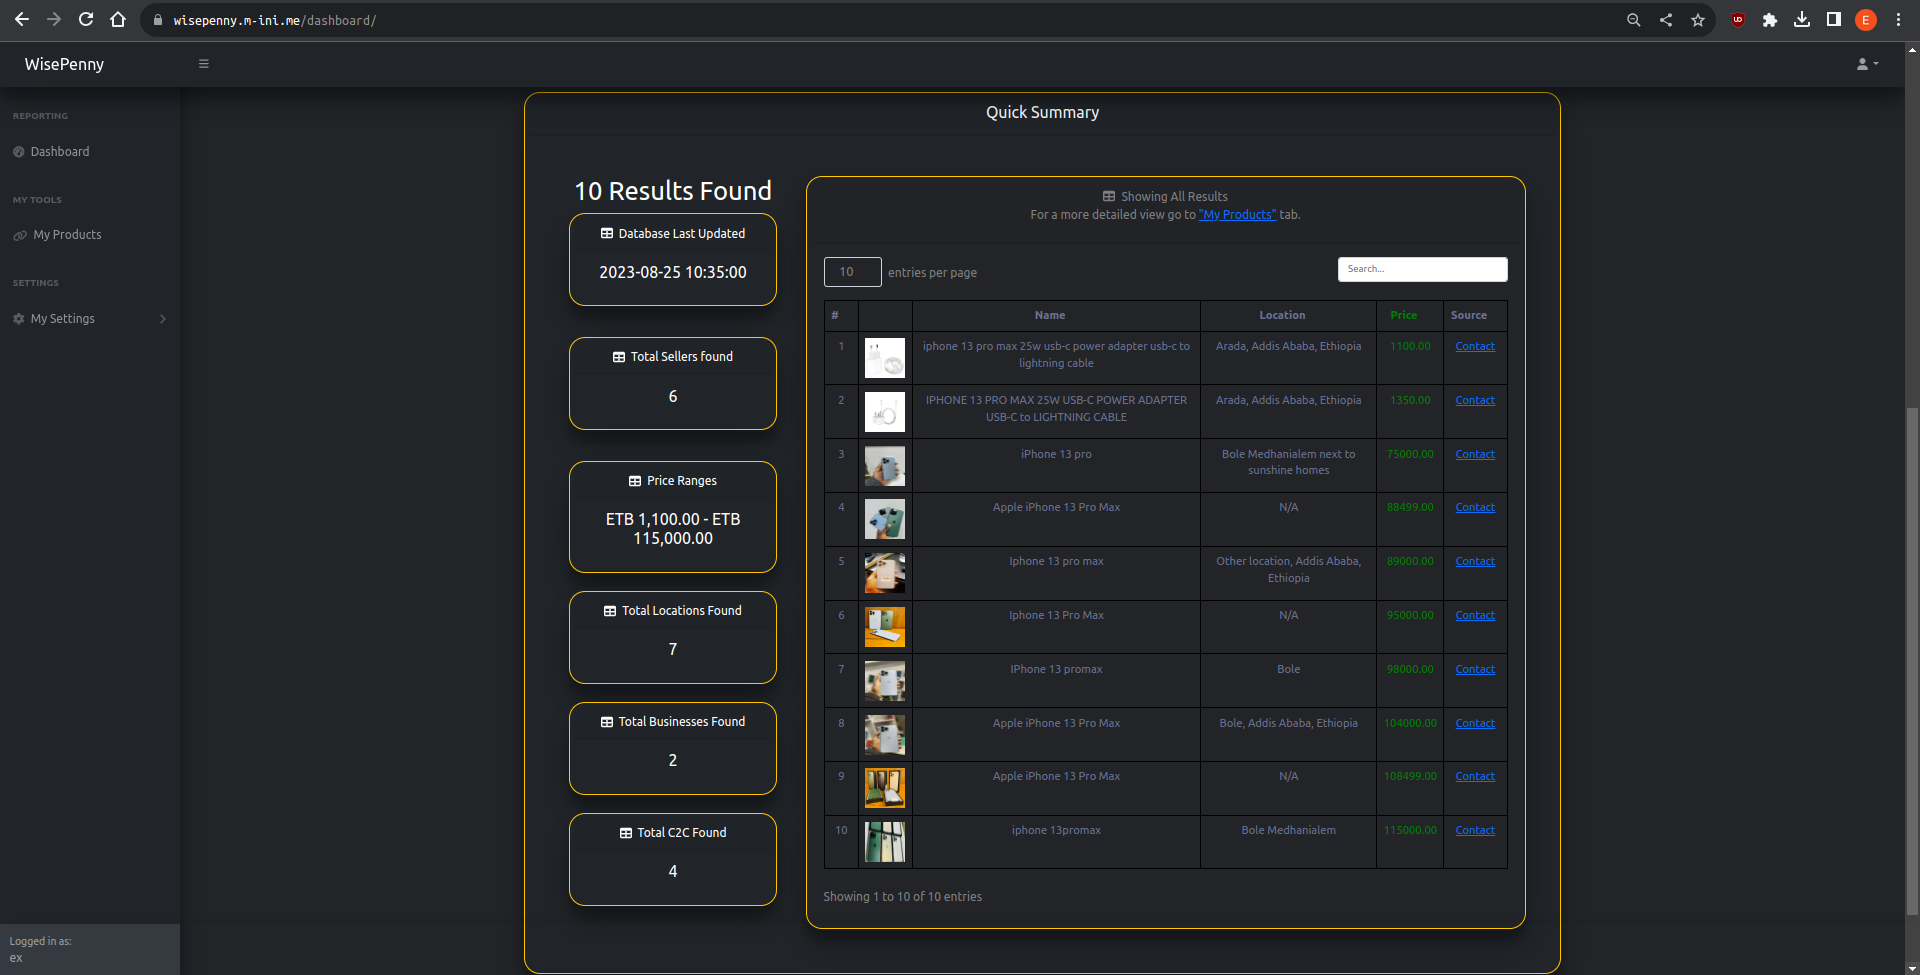 wisepenny.m-ini.me/dashboard/
E
WisePenny
REPORTING
Dashboard
MY TOOLS
My Products
SETTINGS
My Settings
Logged in as:
ex
Quick Summary
10 Results Found
Database Last Updated
2023-08-25 10:35:00
Total Sellers found
6
Price Ranges
ETB 1,100.00 - ETB
115,000.00
Total Locations Found
7
Total Businesses Found
2
Total C2C Found
4
Showing All Results
For a more detailed view go to "My Products" tab.
10 entries per page
Search...
# Name Location Price Source
1 iphone 13 pro max 25w usb-c power adapter usb-c to lightning cable Arada, Addis Ababa, Ethiopia 1100.00 Contact
2 IPHONE 13 PRO MAX 25W USB-C POWER ADAPTER USB-C to LIGHTNING CABLE Arada, Addis Ababa, Ethiopia 1350.00 Contact
3 iPhone 13 pro Bole Medhanialem next to sunshine homes 75000.00 Contact
4 Apple iPhone 13 Pro Max N/A 88499.00 Contact
5 Iphone 13 pro max Other location, Addis Ababa, Ethiopia 89000.00 Contact
6 Iphone 13 Pro Max N/A 95000.00 Contact
7 IPhone 13 promax Bole 98000.00 Contact
8 Apple iPhone 13 Pro Max Bole, Addis Ababa, Ethiopia 104000.00 Contact
9 Apple iPhone 13 Pro Max N/A 108499.00 Contact
10 iphone 13promax Bole Medhanialem 115000.00 Contact
Showing 1 to 10 of 10 entries